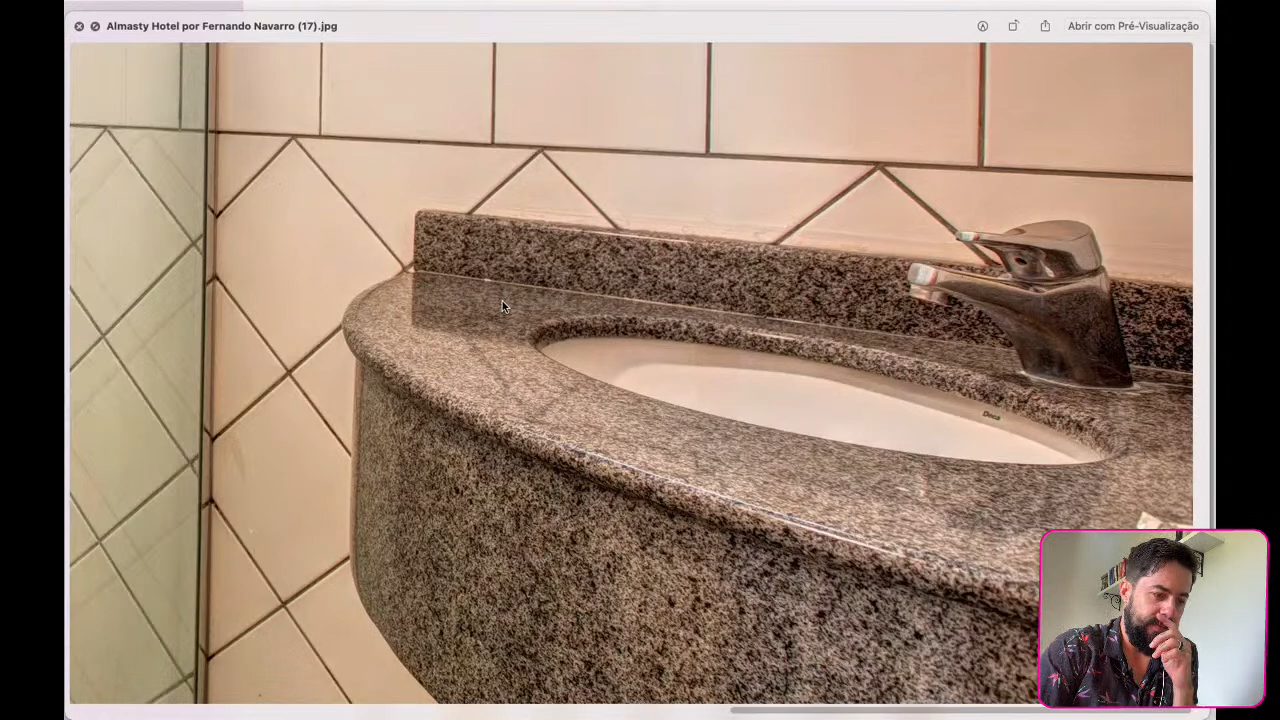 Almasty Hotel por Fernando Navarro (17).jpg
Abrir com Pré-Visualização
Deca